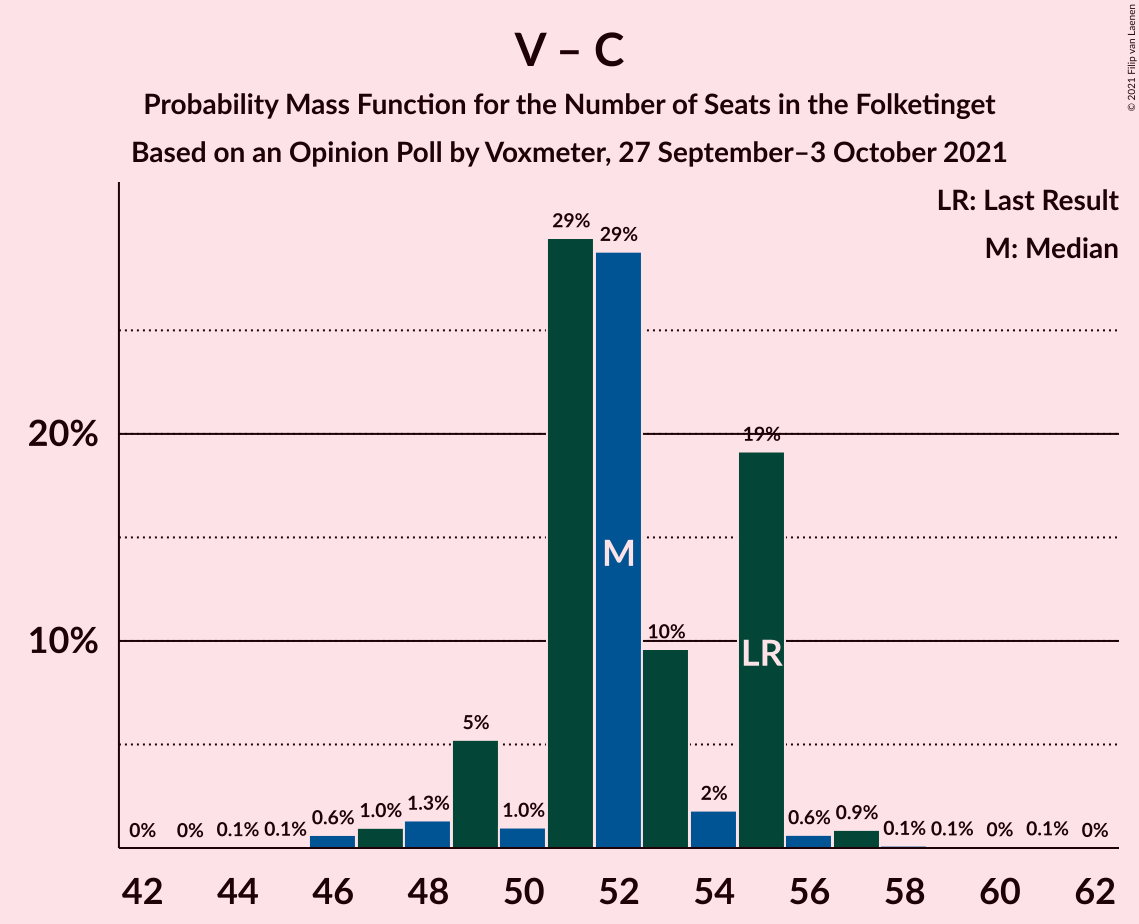 V – C
Probability Mass Function for the Number of Seats in the Folketinget
Based on an Opinion Poll by Voxmeter, 27 September–3 October 2021
© 2021 Filip van Laenen
LR: Last Result
M: Median
20%
10%
0% 0% 0.1% 0.1% 0.6% 1.0% 1.3% 5% 1.0% 29% 29% 10% 2% 19% 0.6% 0.9% 0.1% 0.1% 0% 0.1% 0%
M
LR
42 44 46 48 50 52 54 56 58 60 62